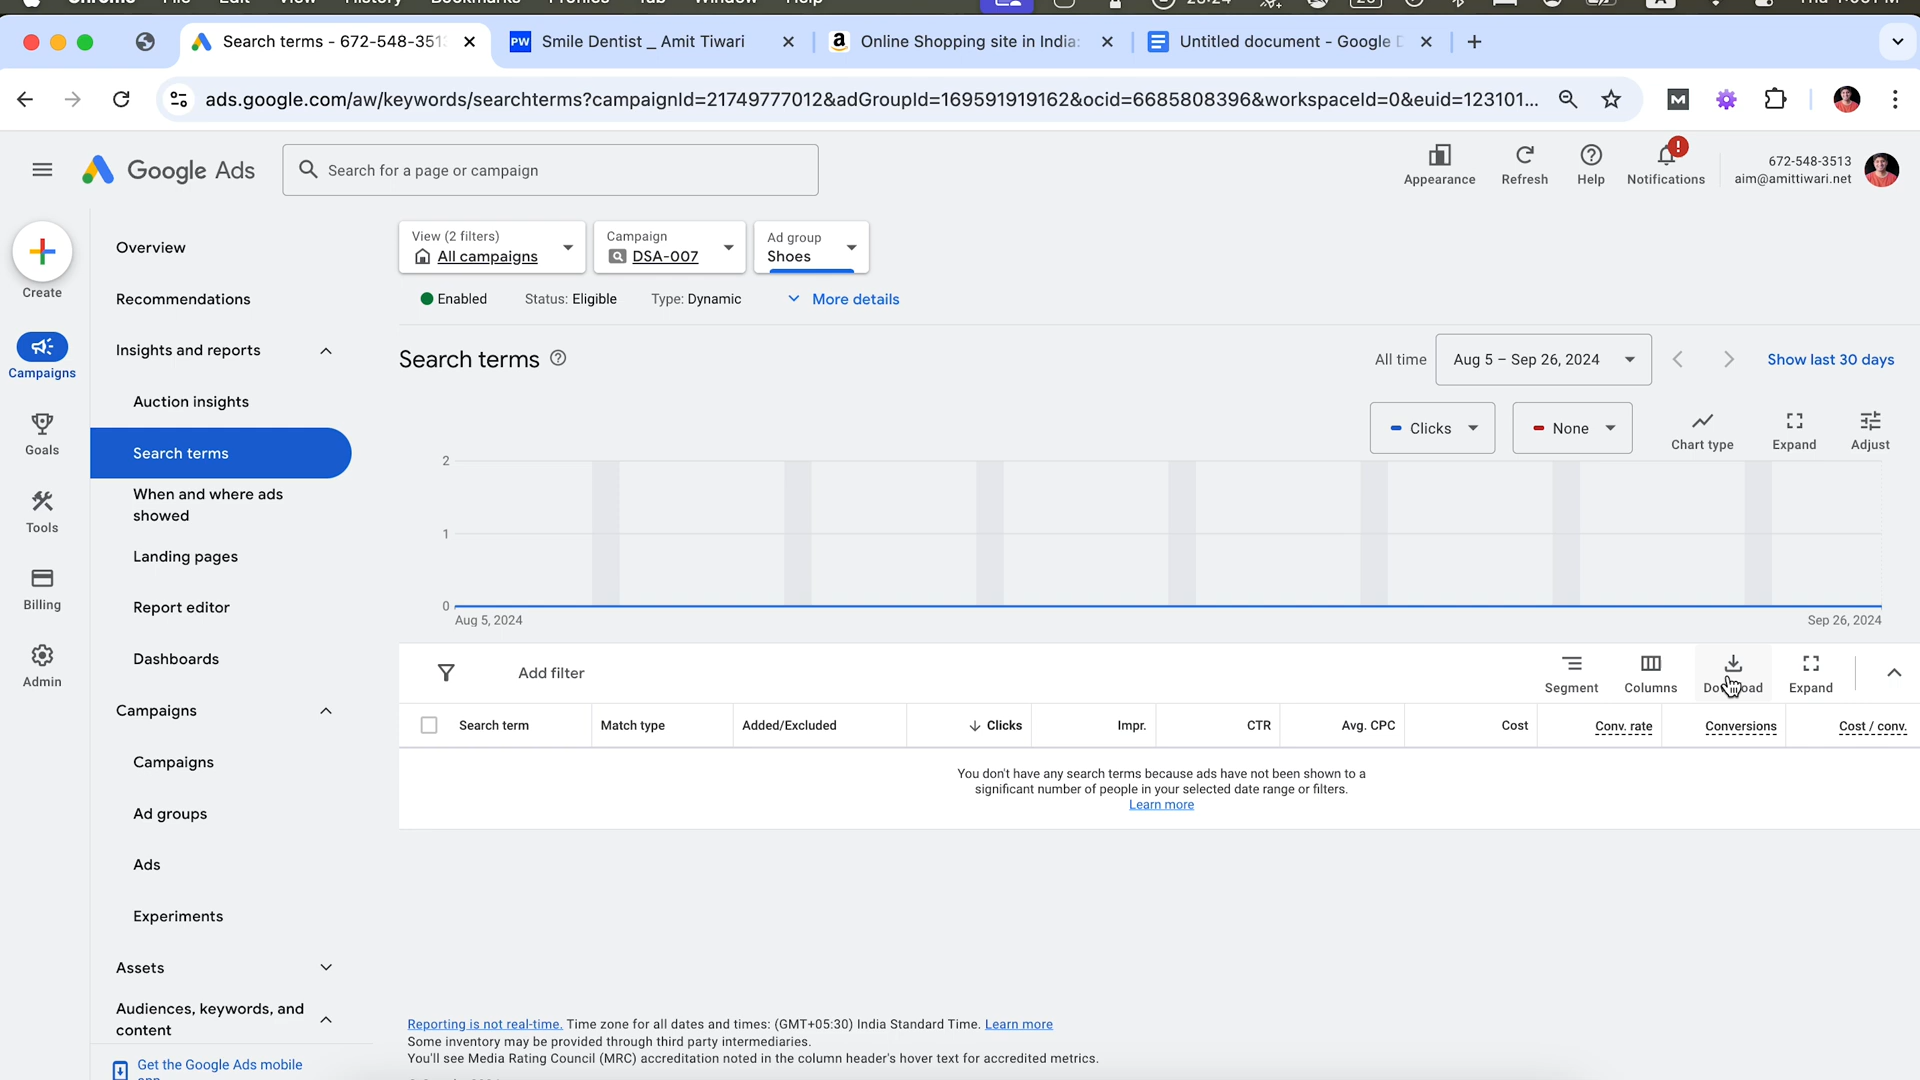 Search terms - 672-548-351
Smile Dentist _ Amit Tiwari
Online Shopping site in India:
Untitled document - Google D
ads.google.com/aw/keywords/searchterms?campaignId=21749777012&adGroupId=169591919162&ocid=6685808396&workspaceId=0&euid=123101...
Google Ads
Search for a page or campaign
Appearance
Refresh
Help
Notifications
672-548-3513
aim@amittiwari.net
Create
Campaigns
Goals
Tools
Billing
Admin
Overview
Recommendations
Insights and reports
Auction insights
Search terms
When and where ads
showed
Landing pages
Report editor
Dashboards
Campaigns
Campaigns
Ad groups
Ads
Experiments
Assets
Audiences, keywords, and
content
Get the Google Ads mobile
View (2 filters)
All campaigns
Campaign
DSA-007
Ad group
Shoes
Enabled
Status: Eligible
Type: Dynamic
More details
Search terms
All time
Aug 5 – Sep 26, 2024
Show last 30 days
Clicks
None
Chart type
Expand
Adjust
2
1
0
Aug 5, 2024
Sep 26, 2024
Add filter
Segment
Columns
Download
Expand
Search term
Match type
Added/Excluded
Clicks
Impr.
CTR
Avg. CPC
Cost
Conv. rate
Conversions
Cost / conv.
You don't have any search terms because ads have not been shown to a
significant number of people in your selected date range or filters.
Learn more
Reporting is not real-time. Time zone for all dates and times: (GMT+05:30) India Standard Time. Learn more
Some inventory may be provided through third party intermediaries.
You'll see Media Rating Council (MRC) accreditation noted in the column header's hover text for accredited metrics.